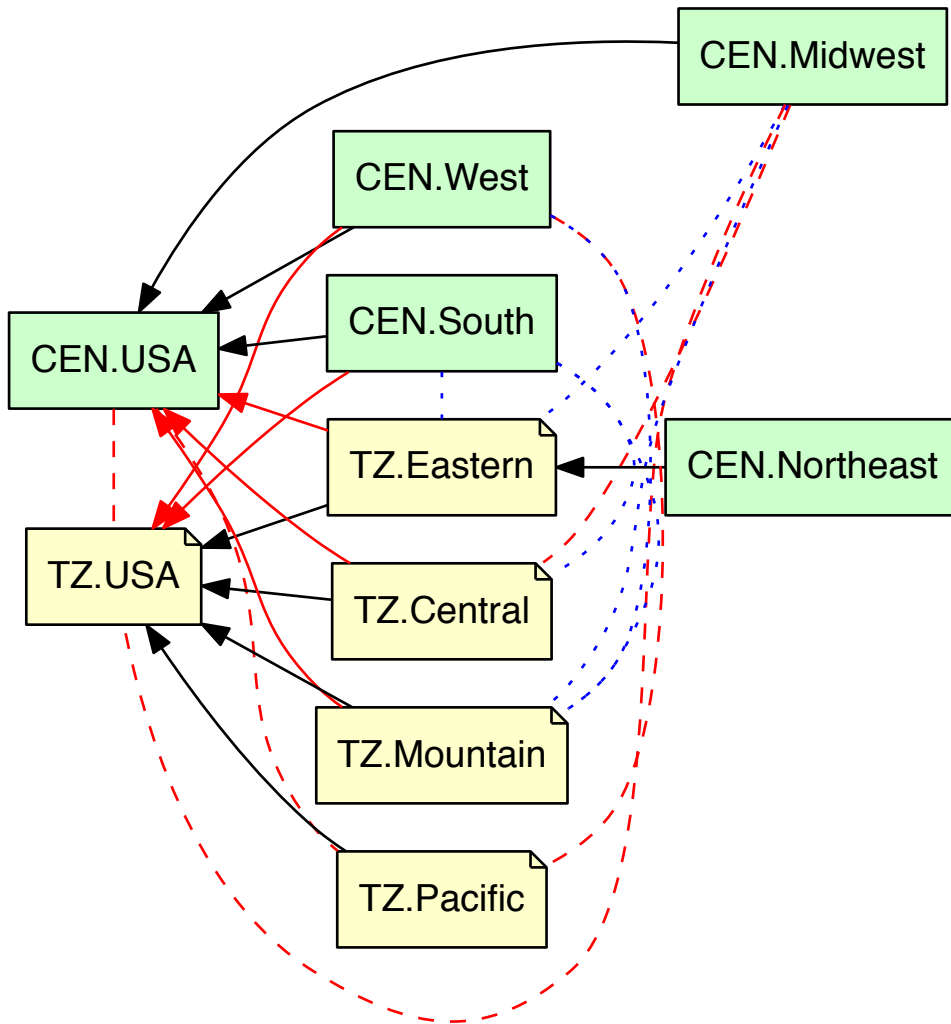 CEN.Midwest
CEN.West
CEN.South
CEN.USA
TZ.Eastern
CEN.Northeast
TZ.USA
TZ.Central
TZ.Mountain
TZ.Pacific